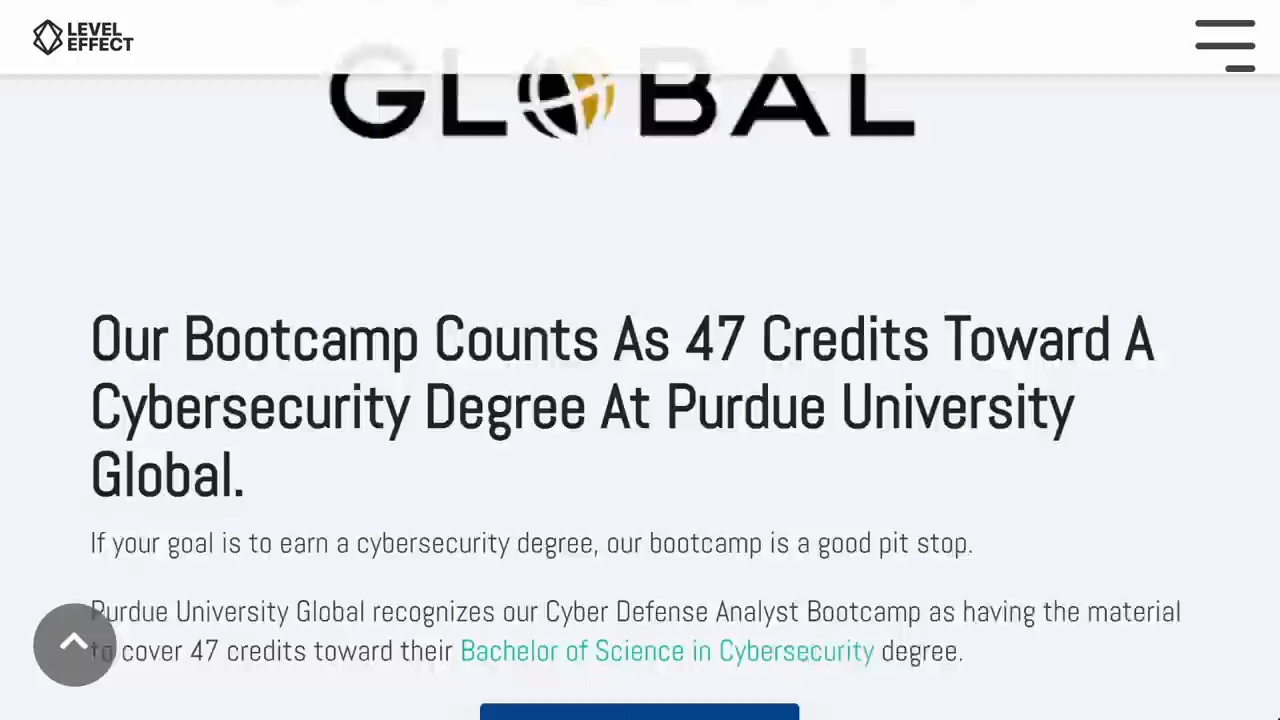 LEVEL
EFFECT
GLOBAL
Our Bootcamp Counts As 47 Credits Toward A
Cybersecurity Degree At Purdue University
Global.
If your goal is to earn a cybersecurity degree, our bootcamp is a good pit stop.
Purdue University Global recognizes our Cyber Defense Analyst Bootcamp as having the material
to cover 47 credits toward their Bachelor of Science in Cybersecurity degree.